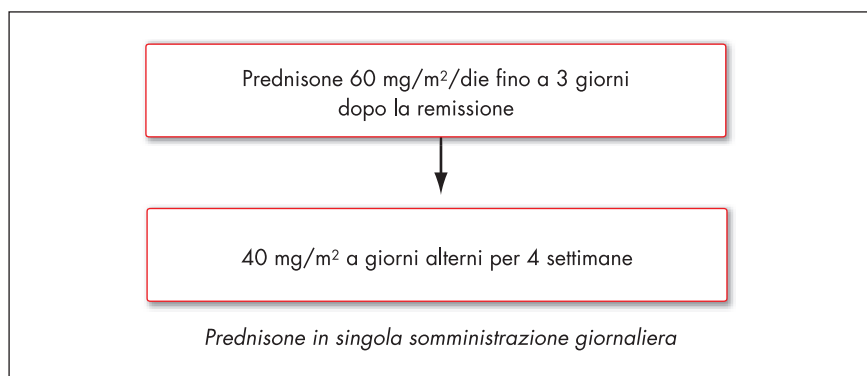 Prednisone 60 mg/m²/die fino a 3 giorni
dopo la remissione
40 mg/m² a giorni alterni per 4 settimane
Prednisone in singola somministrazione giornaliera